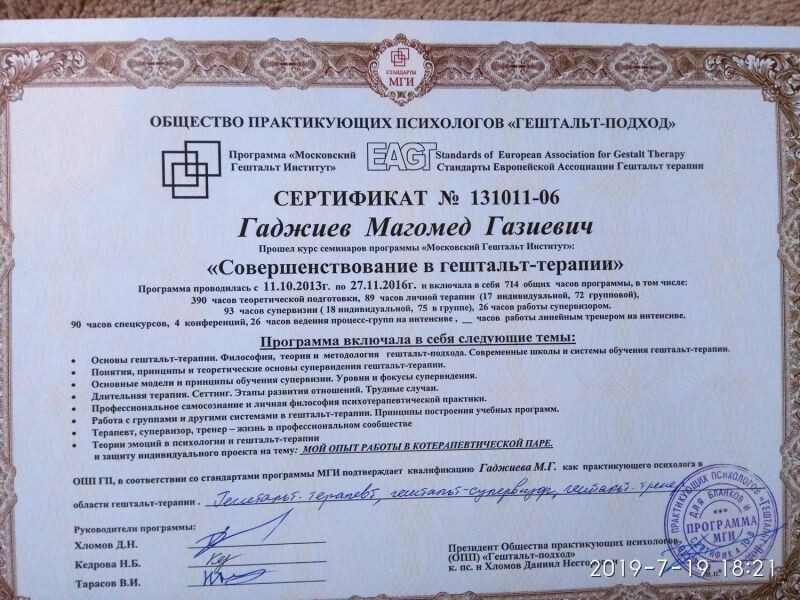 СТАНДАРТЫ
МГИ
ОБЩЕСТВО ПРАКТИКУЮЩИХ ПСИХОЛОГОВ «ГЕШТАЛЬТ-ПОДХОД»
Программа «Московский Гештальт Институт»
EAGT Standards of European Association for Gestalt Therapy
Стандарты Европейской Ассоциации Гештальт терапии
СЕРТИФИКАТ № 131011-06
Гаджиев Магомед Газиевич
Прошел курс семинаров программы «Московский Гештальт Институт»:
«Совершенствование в гештальт-терапии»
Программа проводилась с 11.10.2013г. по 27.11.2016г. и включала в себя 714 общих часов программы, в том числе:
390 часов теоретической подготовки, 89 часов личной терапии (17 индивидуальной, 72 групповой),
93 часов супервизии ( 18 индивидуальной, 75 в группе), 26 часов работы супервизором.
90 часов спецкурсов, 4 конференций, 26 часов ведения процесс-групп на интенсиве , __ часов работы линейным тренером на интенсиве.
Программа включала в себя следующие темы:
• Основы гештальт-терапии. Философия, теория и методология гештальт-подхода. Современные школы и системы обучения гештальт-терапии.
• Понятия, принципы и теоретические основы супервидения гештальт-терапии.
• Основные модели и принципы обучения супервизии. Уровни и фокусы супервидения.
• Длительная терапия. Сеттинг. Этапы развития отношений. Трудные случаи.
• Профессиональное самосознание и личная философия психотерапевтической практики.
• Работа с группами и другими системами в гештальт-терапии. Принципы построения учебных программ.
• Терапевт, супервизор, тренер – жизнь в профессиональном сообществе
• Теории эмоций в психологии и гештальт-терапии
и защиту индивидуального проекта на тему: МОЙ ОПЫТ РАБОТЫ В КОТЕРАПЕВТИЧЕСКОЙ ПАРЕ.
ОПП ГП, в соответствии со стандартами программы МГИ подтверждает квалификацию Гаджиева М.Г. как практикующего психолога в
области гештальт-терапии . Гештальт-терапевт, гештальт-супервизор, гештальт-тренер
Руководители программы:
Хломов Д.Н.
Кедрова Н.Б.
Тарасов В.И.
Президент Общества практикующих психологов
(ОПП «Гештальт-подход»)
к. пс. н Хломов Даниил
ПРАКТИКУЮЩИХ ПСИХОЛОГОВ
ДЛЯ БЛАНКОВ И
ПРОГРАММА
МГИ
2019-7-19 18:21